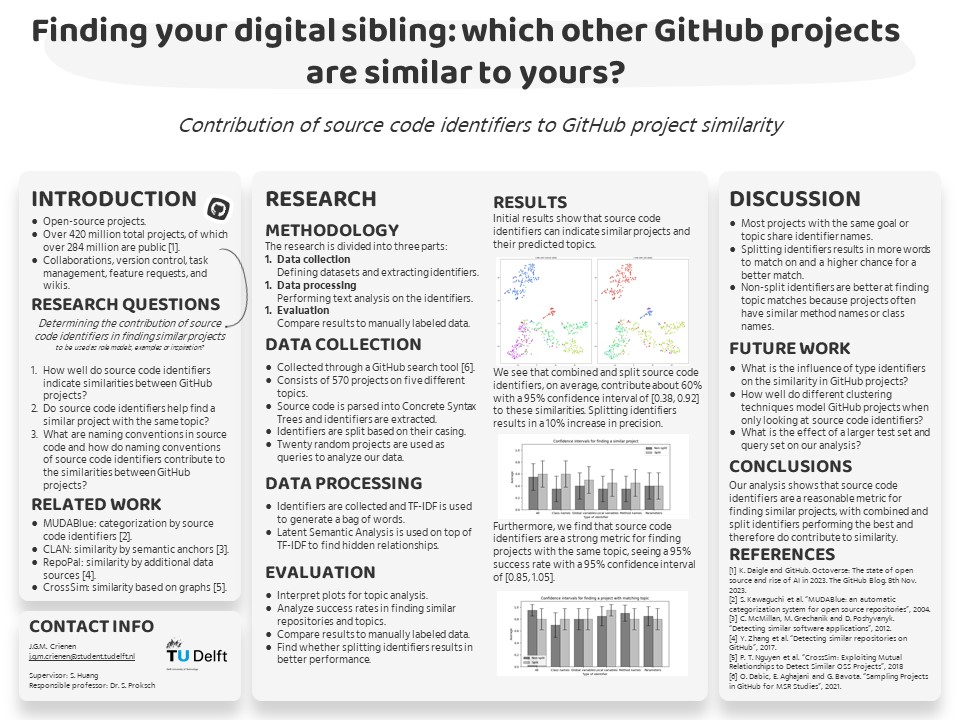 Finding your digital sibling: which other GitHub projects
are similar to yours?
Contribution of source code identifiers to GitHub project similarity
INTRODUCTION
● Open-source projects.
● Over 420 million total projects, of which
over 284 million are public [1].
● Collaborations, version control, task
management, feature requests, and
wikis.
RESEARCH QUESTIONS
Determining the contribution of source
code identifiers in finding similar projects
to be used as role models, examples or inspiration?
1. How well do source code identifiers
indicate similarities between GitHub
projects?
2. Do source code identifiers help find a
similar project with the same topic?
3. What are naming conventions in source
code and how do naming conventions
of source code identifiers contribute to
the similarities between GitHub
projects?
RELATED WORK
● MUDABlue: categorization by source
code identifiers [2].
● CLAN: similarity by semantic anchors [3].
● RepoPal: similarity by additional data
sources [4].
● CrossSim: similarity based on graphs [5].
CONTACT INFO
J.G.M. Crienen
j.g.m.crienen@student.tudelft.nl
Supervisor: S. Huang
Responsible professor: Dr. S. Proksch
TU Delft
RESEARCH
METHODOLOGY
The research is divided into three parts:
1. Data collection
Defining datasets and extracting identifiers.
1. Data processing
Performing text analysis on the identifiers.
1. Evaluation
Compare results to manually labeled data.
DATA COLLECTION
● Collected through a GitHub search tool [6].
● Consists of 570 projects on five different
topics.
● Source code is parsed into Concrete Syntax
Trees and identifiers are extracted.
● Identifiers are split based on their casing.
● Twenty random projects are used as
queries to analyze our data.
DATA PROCESSING
● Identifiers are collected and TF-IDF is used
to generate a bag of words.
● Latent Semantic Analysis is used on top of
TF-IDF to find hidden relationships.
EVALUATION
● Interpret plots for topic analysis.
● Analyze success rates in finding similar
repositories and topics.
● Compare results to manually labeled data.
● Find whether splitting identifiers results in
better performance.
RESULTS
Initial results show that source code
identifiers can indicate similar projects and
their predicted topics.
We see that combined and split source code
identifiers, on average, contribute about 60%
with a 95% confidence interval of [0.38, 0.92]
to these similarities. Splitting identifiers
results in a 10% increase in precision.
Confidence intervals for finding a similar project
Furthermore, we find that source code
identifiers are a strong metric for finding
projects with the same topic, seeing a 95%
success rate with a 95% confidence interval
of [0.85, 1.05].
Confidence intervals for finding a project with matching topic
DISCUSSION
● Most projects with the same goal or
topic share identifier names.
● Splitting identifiers results in more words
to match on and a higher chance for a
better match.
● Non-split identifiers are better at finding
topic matches because projects often
have similar method names or class
names.
FUTURE WORK
● What is the influence of type identifiers
on the similarity in GitHub projects?
● How well do different clustering
techniques model GitHub projects when
only looking at source code identifiers?
● What is the effect of a larger test set and
query set on our analysis?
CONCLUSIONS
Our analysis shows that source code
identifiers are a reasonable metric for
finding similar projects, with combined and
split identifiers performing the best and
therefore do contribute to similarity.
REFERENCES
[1] K. Daigle and GitHub. Octoverse: The state of open
source and rise of AI in 2023. The GitHub Blog. 8th Nov.
2023.
[2] S. Kawaguchi et al. "MUDABlue: an automatic
categorization system for open source repositories", 2004.
[3] C. McMillan, M. Grechanik and D. Poshyvanyk.
"Detecting similar software applications", 2012.
[4] Y. Zhang et al. "Detecting similar repositories on
GitHub", 2017.
[5] P. T. Nguyen et al. "CrossSim: Exploiting Mutual
Relationships to Detect Similar OSS Projects", 2018
[6] O. Dabic, E. Aghajani and G. Bavota. "Sampling Projects
in GitHub for MSR Studies", 2021.